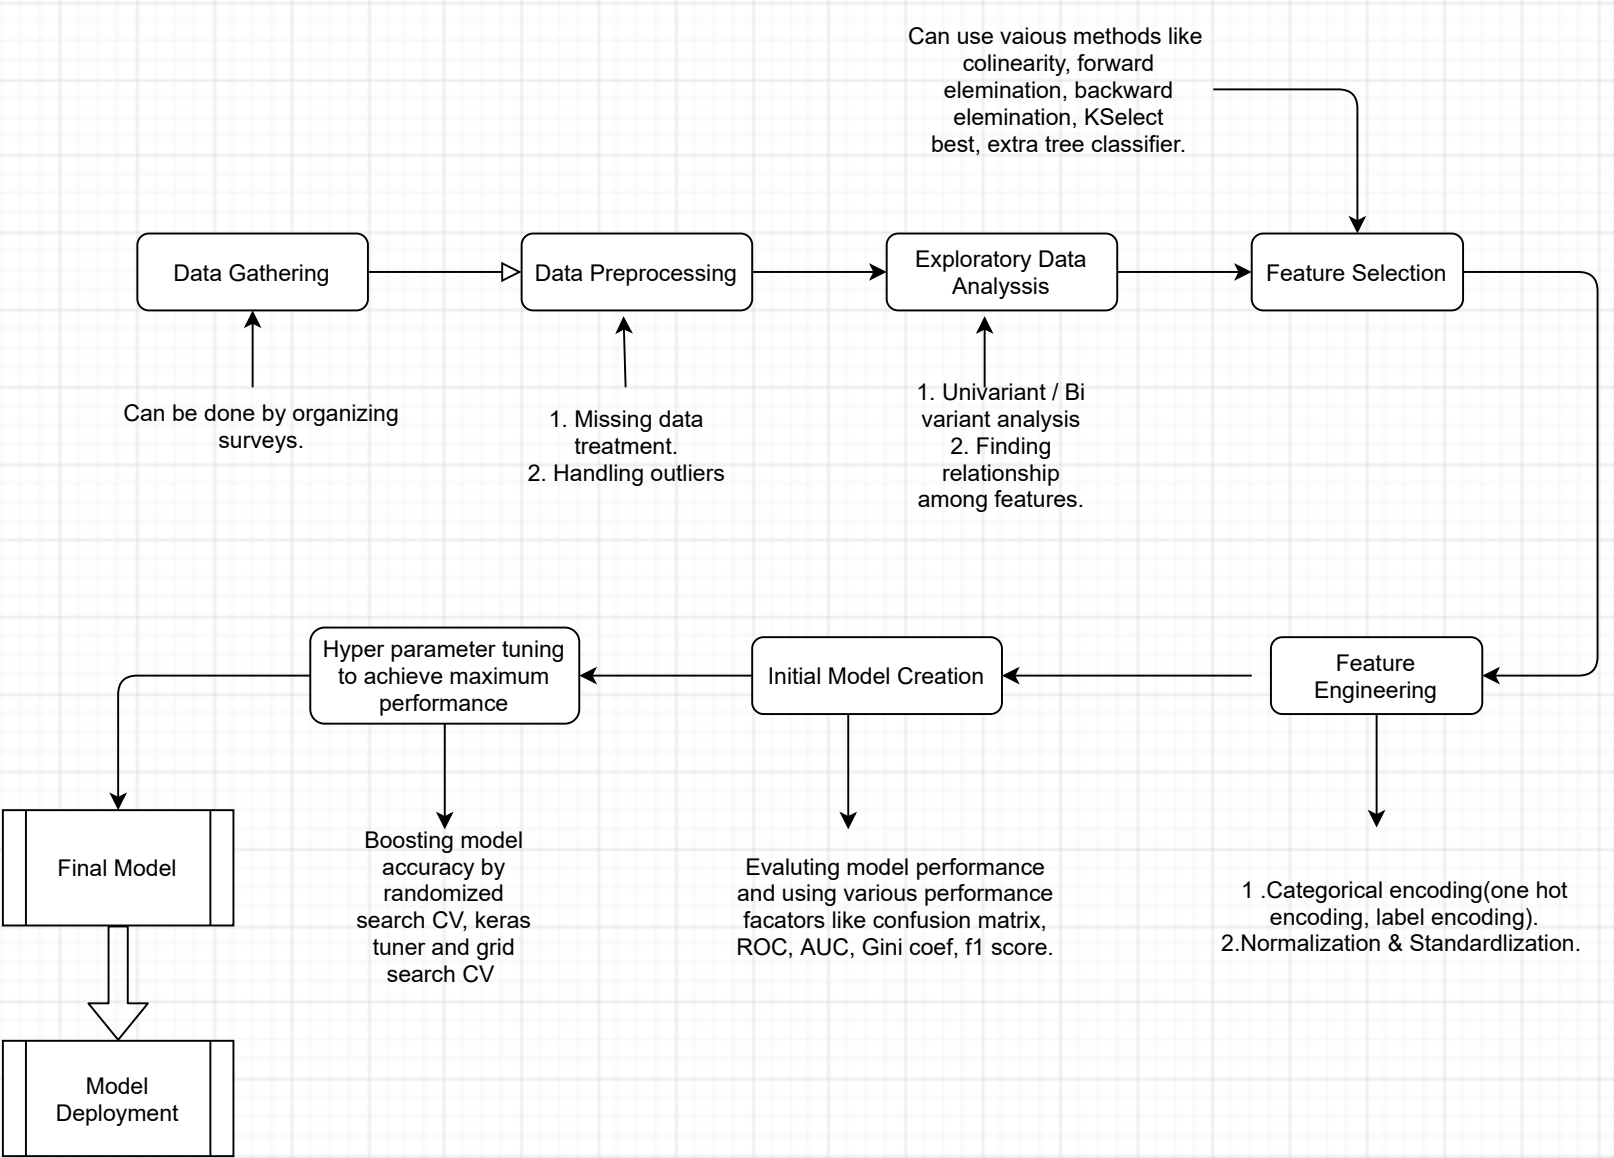 Can use vaious methods like
colinearity, forward
elemination, backward
elemination, KSelect
best, extra tree classifier.
Data Gathering
Data Preprocessing
Exploratory Data
Analyssis
Feature Selection
Can be done by organizing
surveys.
1. Missing data
treatment.
2. Handling outliers
1. Univariant / Bi
variant analysis
2. Finding
relationship
among features.
Feature
Engineering
Initial Model Creation
Hyper parameter tuning
to achieve maximum
performance
1 .Categorical encoding(one hot
encoding, label encoding).
2.Normalization & Standardlization.
Evaluting model performance
and using various performance
facators like confusion matrix,
ROC, AUC, Gini coef, f1 score.
Boosting model
accuracy by
randomized
search CV, keras
tuner and grid
search CV
Final Model
Model
Deployment